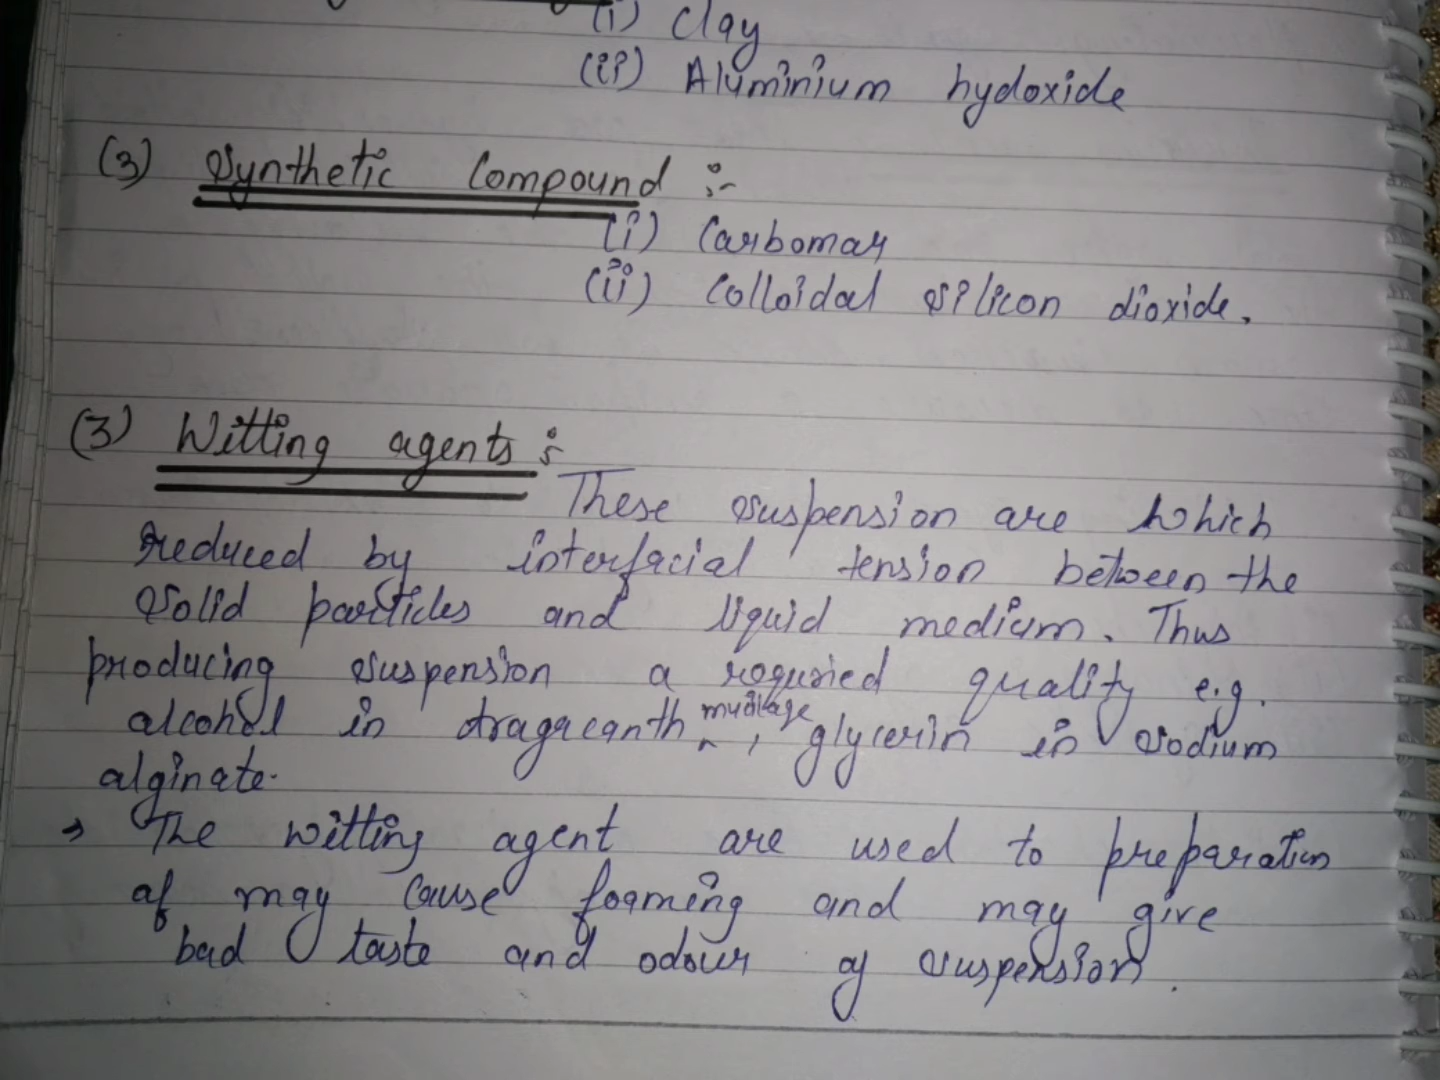 (i) Clay
(ii) Aluminium hydoxide
(3) Synthetic Compound :-
(i) Carbomar
(ii) Colloidal silicon dioxide.
(3) Witting agents :-
These suspension are which
reduced by interfacial tension between the
solid particles and liquid medium. Thus
producing suspension a roquried quality e.g.
alcohol in tragacanth mucilage, glycerin in sodium
alginate.
→ The witting agent are used to preparation
of may cause foaming and may give
bad taste and odour of suspension.